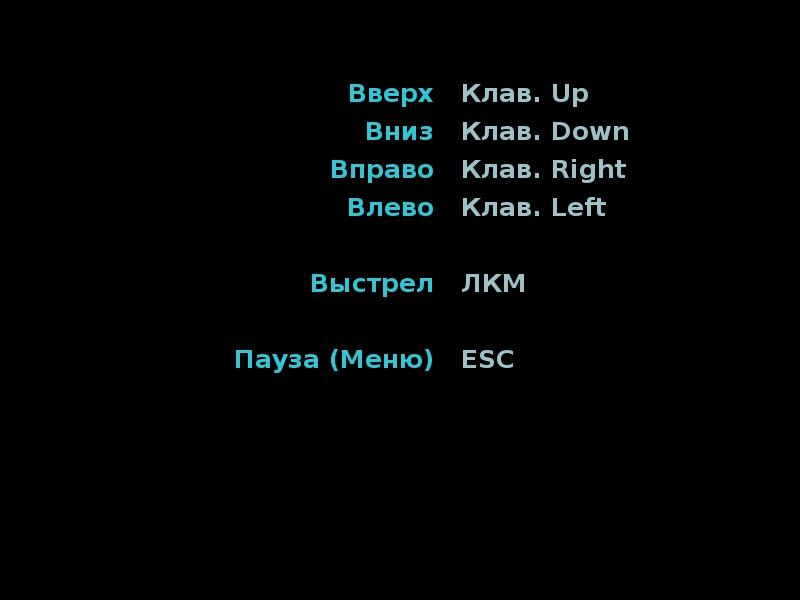 Вверх Клав. Up
Вниз Клав. Down
Вправо Клав. Right
Влево Клав. Left
Выстрел ЛКМ
Пауза (Меню) ESC